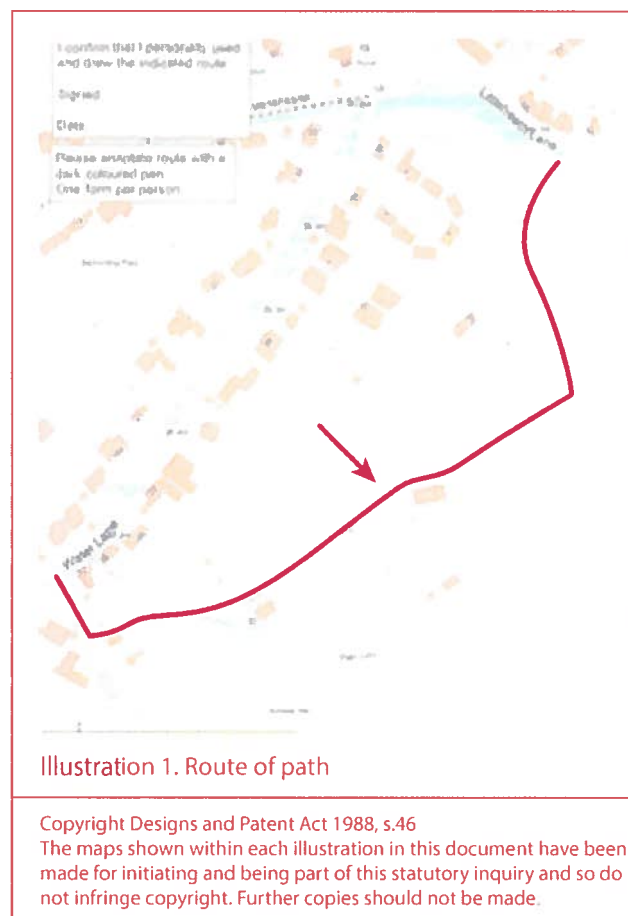 I confirm that I personally used
and drew the indicated route
Signed
Date
Please annotate route with a
dark coloured pen
One form per person
Water Lane
Illustration 1. Route of path
Copyright Designs and Patent Act 1988, s.46
The maps shown within each illustration in this document have been
made for initiating and being part of this statutory inquiry and so do
not infringe copyright. Further copies should not be made.